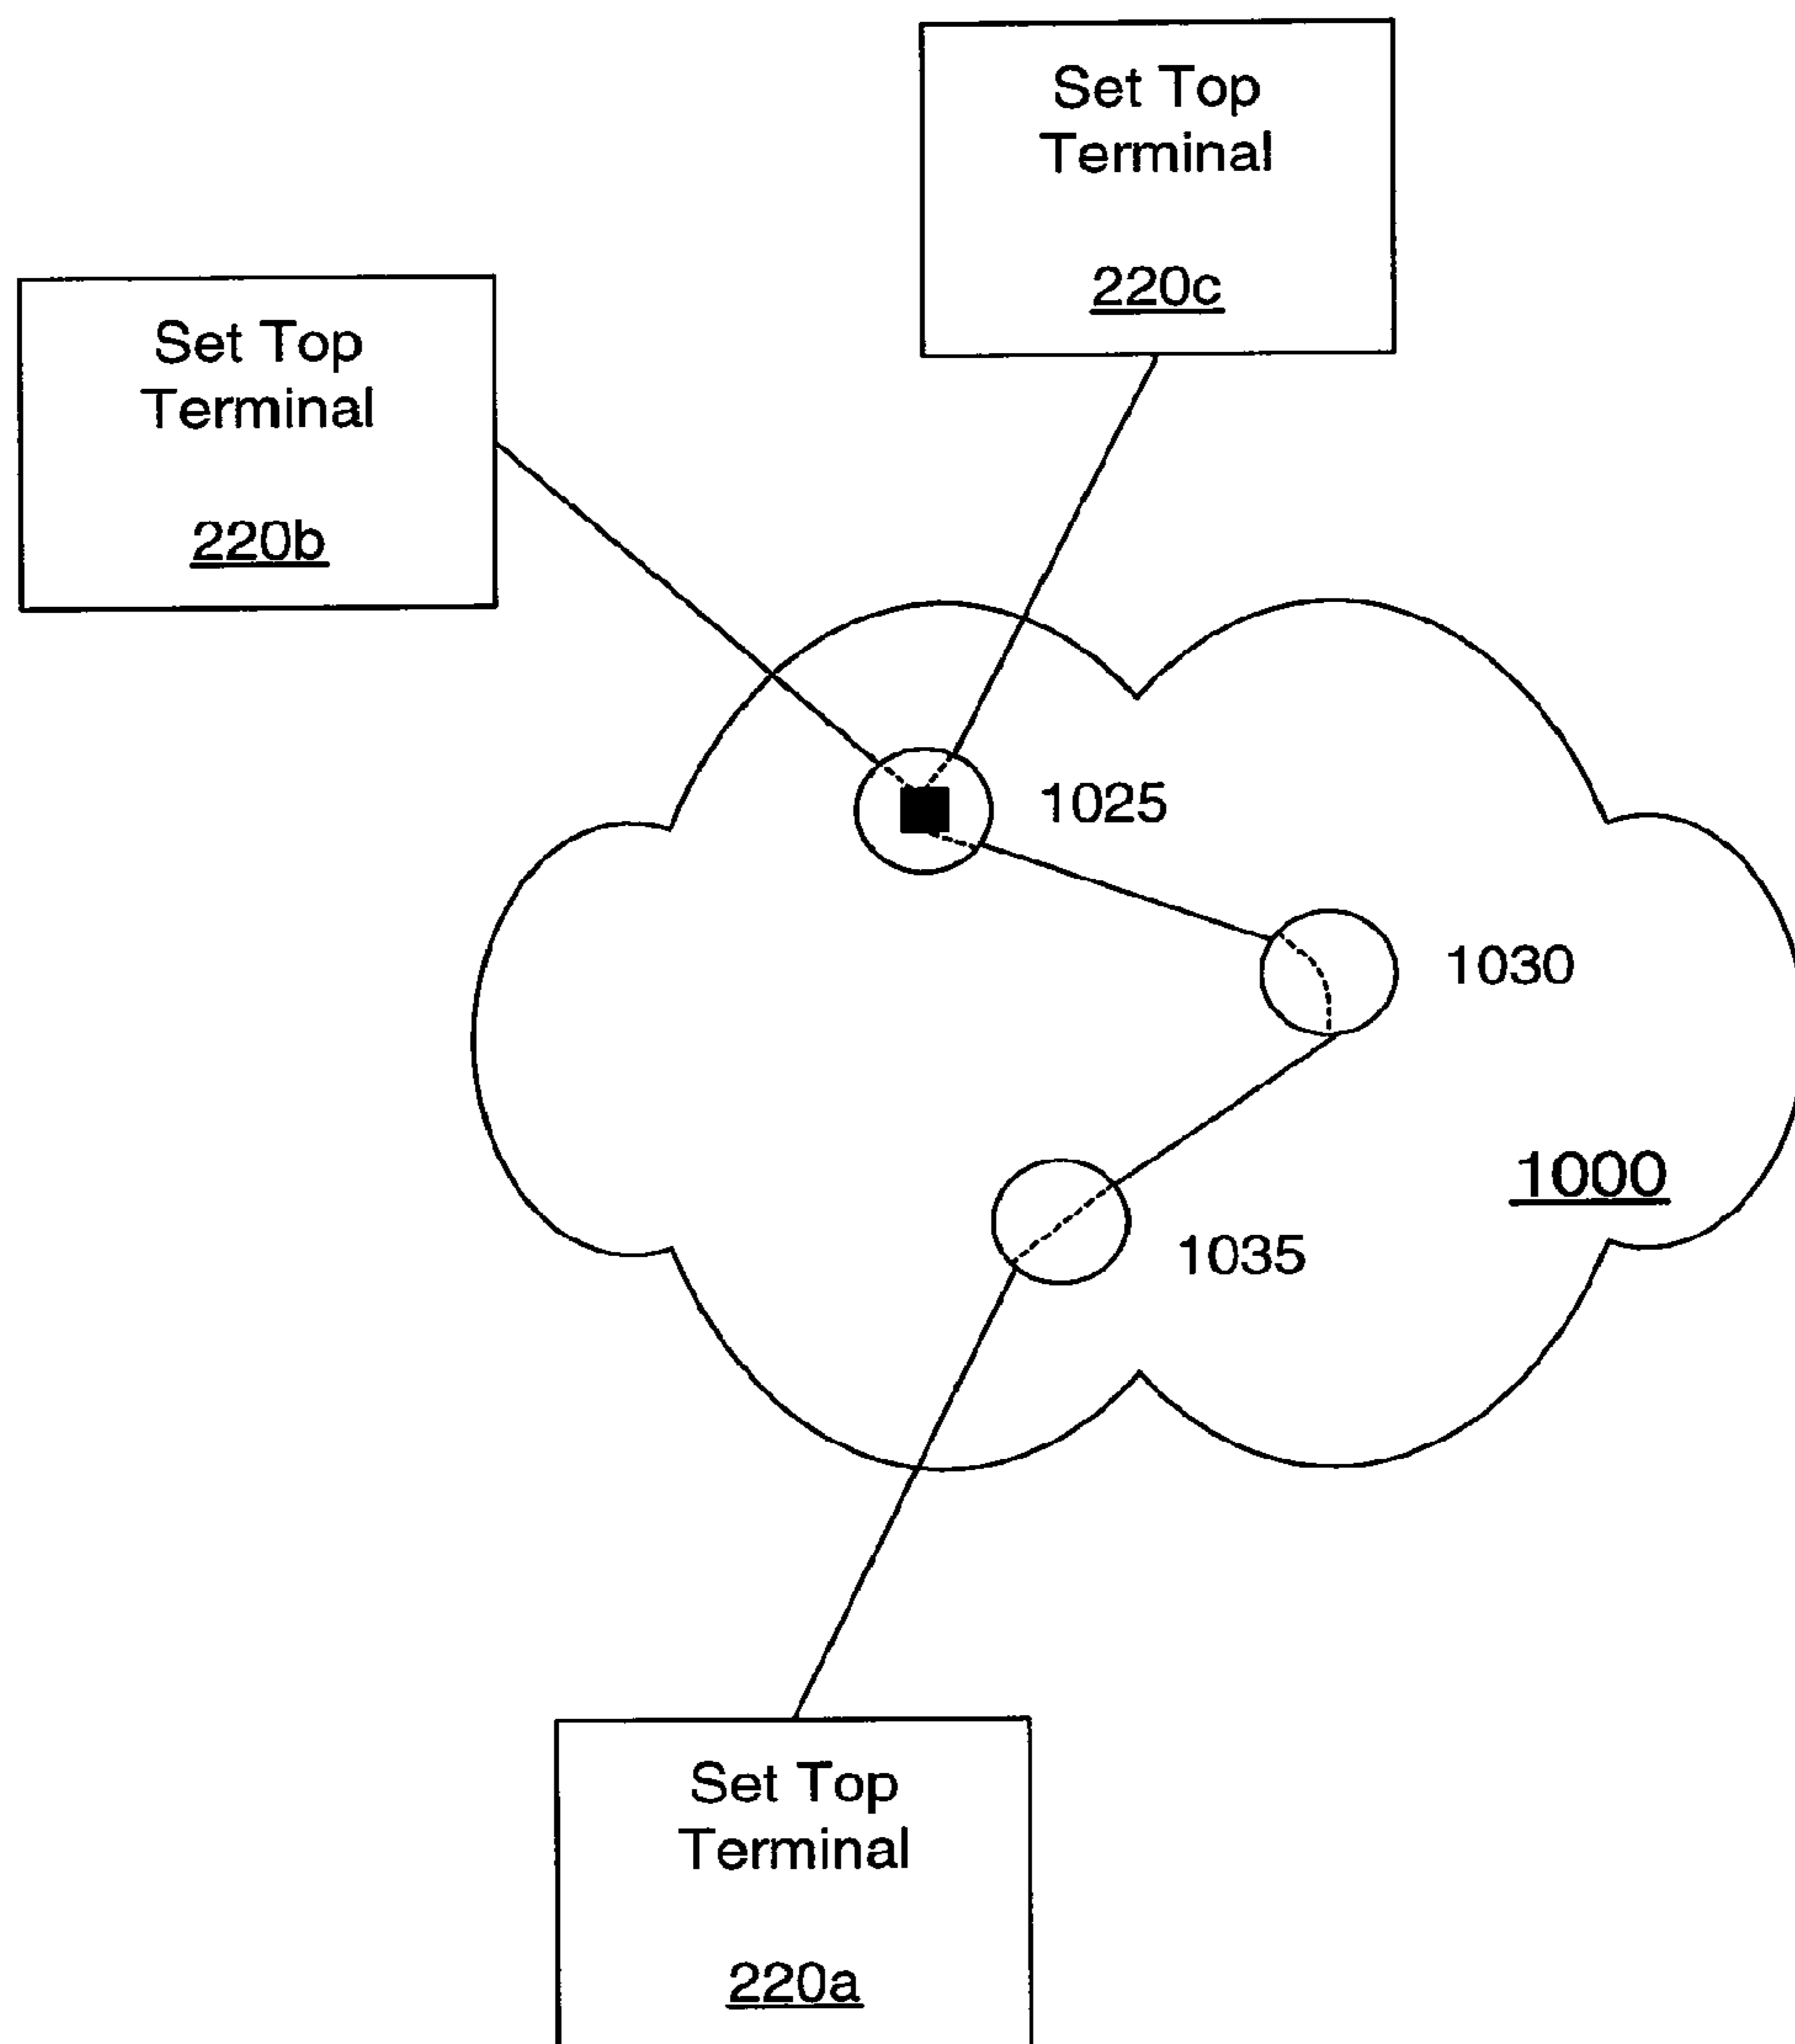 Set Top
Terminal
220c
Set Top
Terminal
220b
1025
1030
1000
1035
Set Top
Terminal
220a